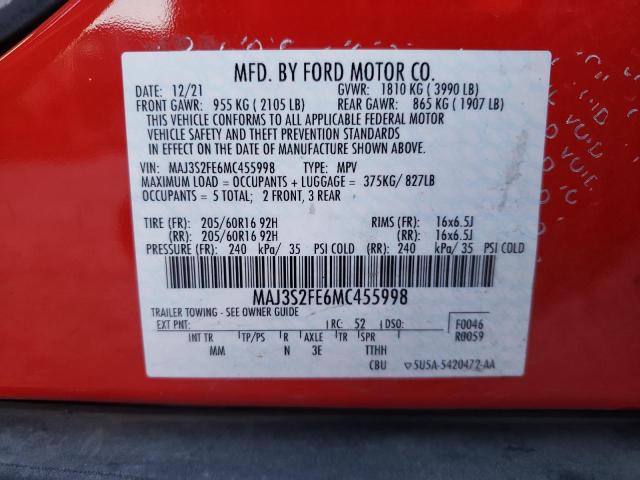 MFD. BY FORD MOTOR CO.
DATE: 12/21 GVWR: 1810 KG ( 3990 LB)
FRONT GAWR: 955 KG ( 2105 LB) REAR GAWR: 865 KG ( 1907 LB)
THIS VEHICLE CONFORMS TO ALL APPLICABLE FEDERAL MOTOR
VEHICLE SAFETY AND THEFT PREVENTION STANDARDS
IN EFFECT ON THE DATE OF MANUFACTURE SHOWN ABOVE.
VIN: MAJ3S2FE6MC455998 TYPE: MPV
MAXIMUM LOAD = OCCUPANTS + LUGGAGE = 375KG/ 827LB
OCCUPANTS = 5 TOTAL; 2 FRONT, 3 REAR
TIRE (FR): 205/60R16 92H RIMS (FR): 16x6.5J
(RR): 205/60R16 92H (RR): 16x6.5J
PRESSURE (FR): 240 kPa/ 35 PSI COLD (RR): 240 kPa/ 35 PSI COLD
MAJ3S2FE6MC455998
TRAILER TOWING - SEE OWNER GUIDE
EXT PNT: RC: 52 DSO: F0046
INT TR TP/PS R AXLE TR SPR R0059
MM N 3E TTHH
CBU 5U5A-5420472-AA
VOID
VOID